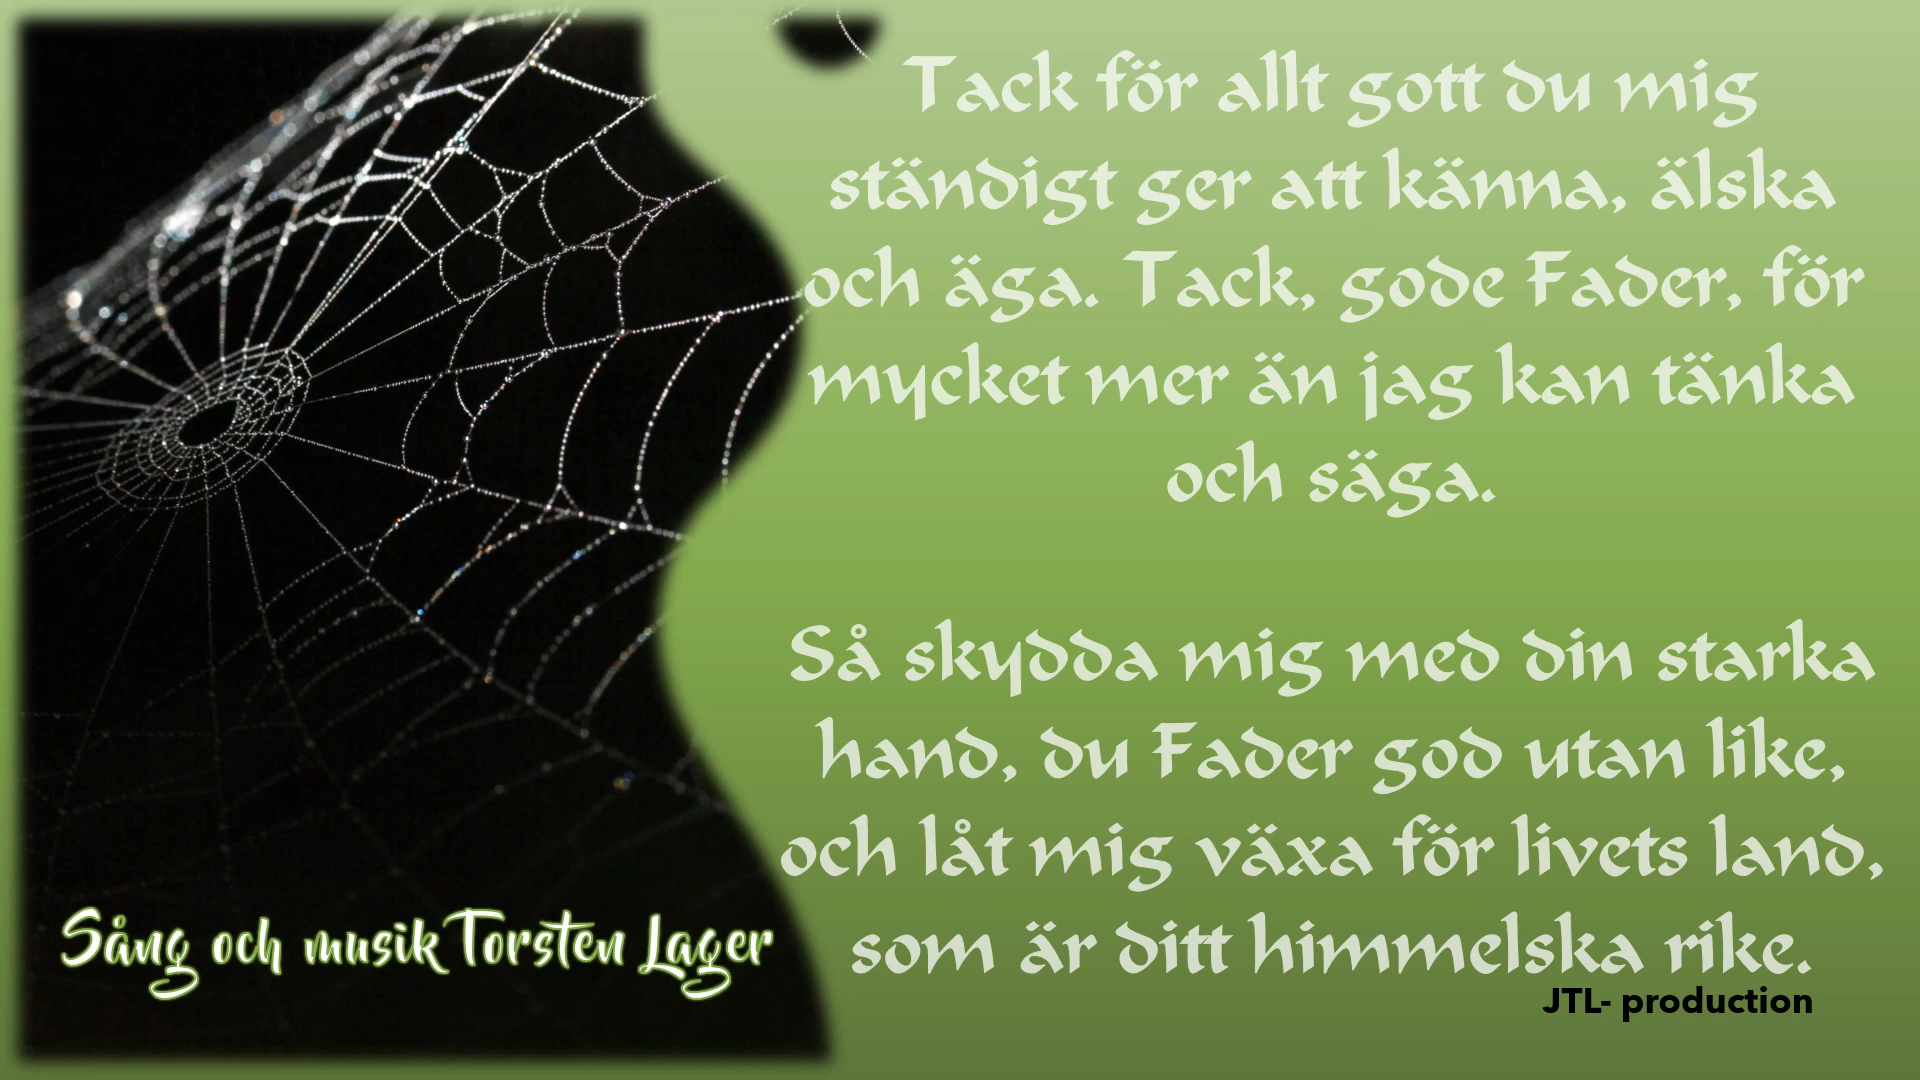 Tack för allt gott du mig
ständigt ger att känna, älska
och äga. Tack, gode Fader, för
mycket mer än jag kan tänka
och säga.
Så skydda mig med din starka
hand, du Fader god utan like,
och låt mig växa för livets land,
som är ditt himmelska rike.
Sång och musik Torsten Lager
JTL- production